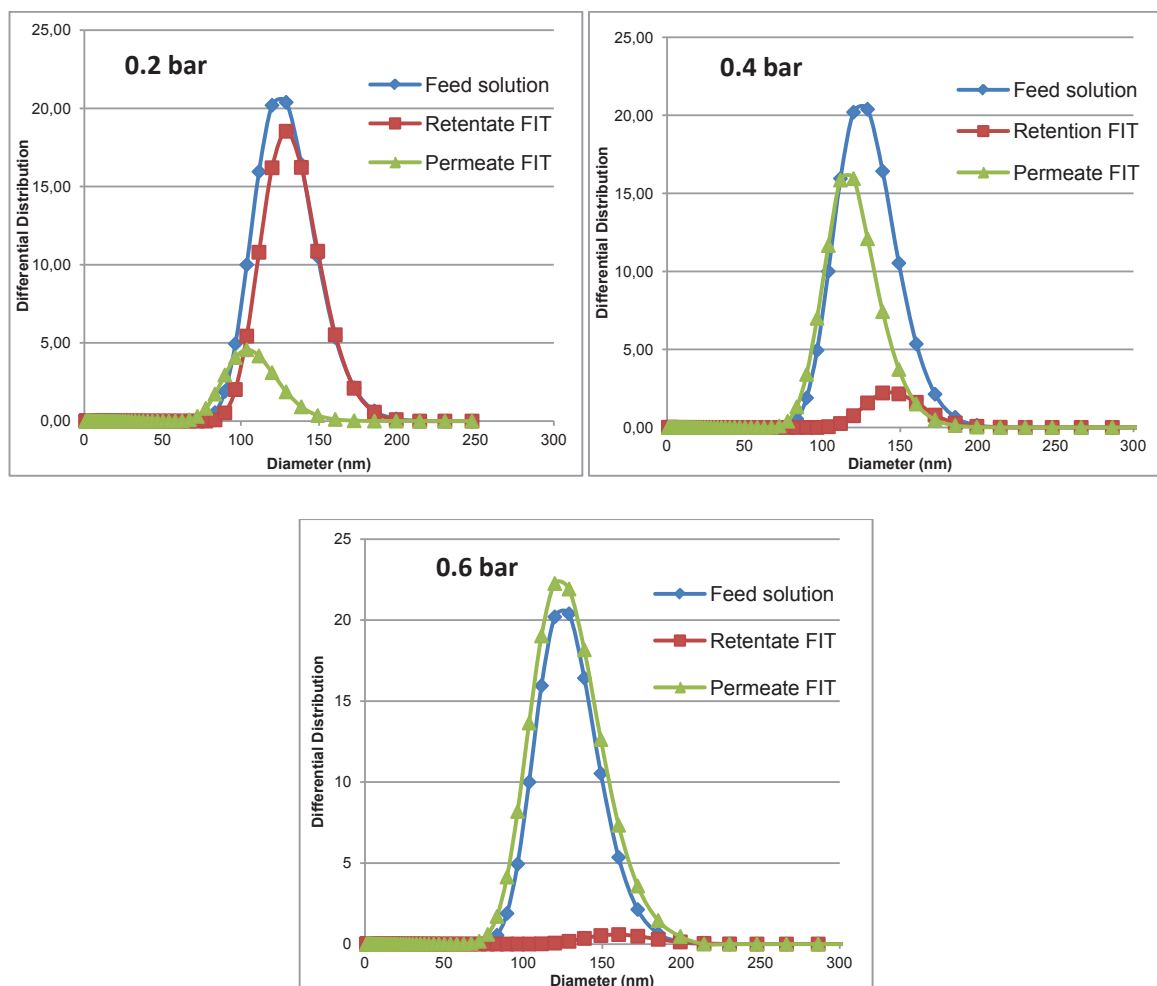 0.2 bar
25,00
20,00
15,00
10,00
5,00
0,00
Differential Distribution
Feed solution
Retentate FIT
Permeate FIT
0 50 100 150 200 250 300
Diameter (nm)
0.4 bar
25,00
20,00
15,00
10,00
5,00
0,00
Differential Distribution
Feed solution
Retention FIT
Permeate FIT
0 50 100 150 200 250 300
Diameter (nm)
0.6 bar
25
20
15
10
5
0
Differential Distribution
Feed solution
Retentate FIT
Permeate FIT
0 50 100 150 200 250 300
Diameter (nm)